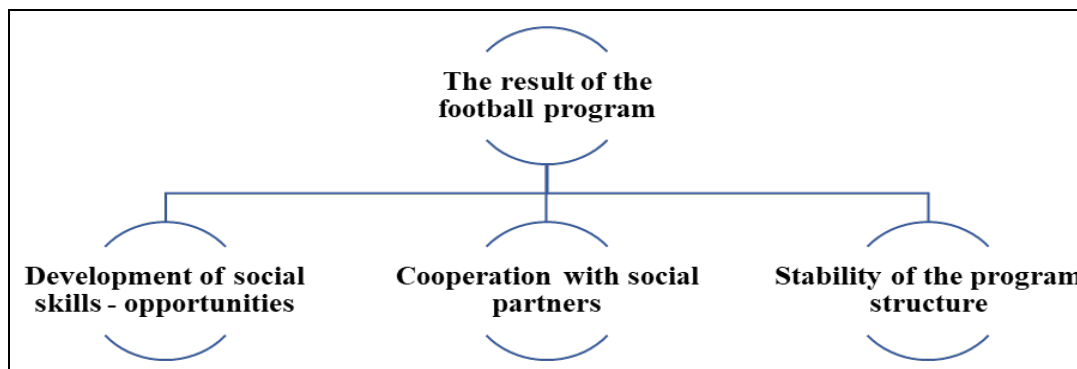 The result of the
football program
Development of social
skills - opportunities
Cooperation with social
partners
Stability of the program
structure